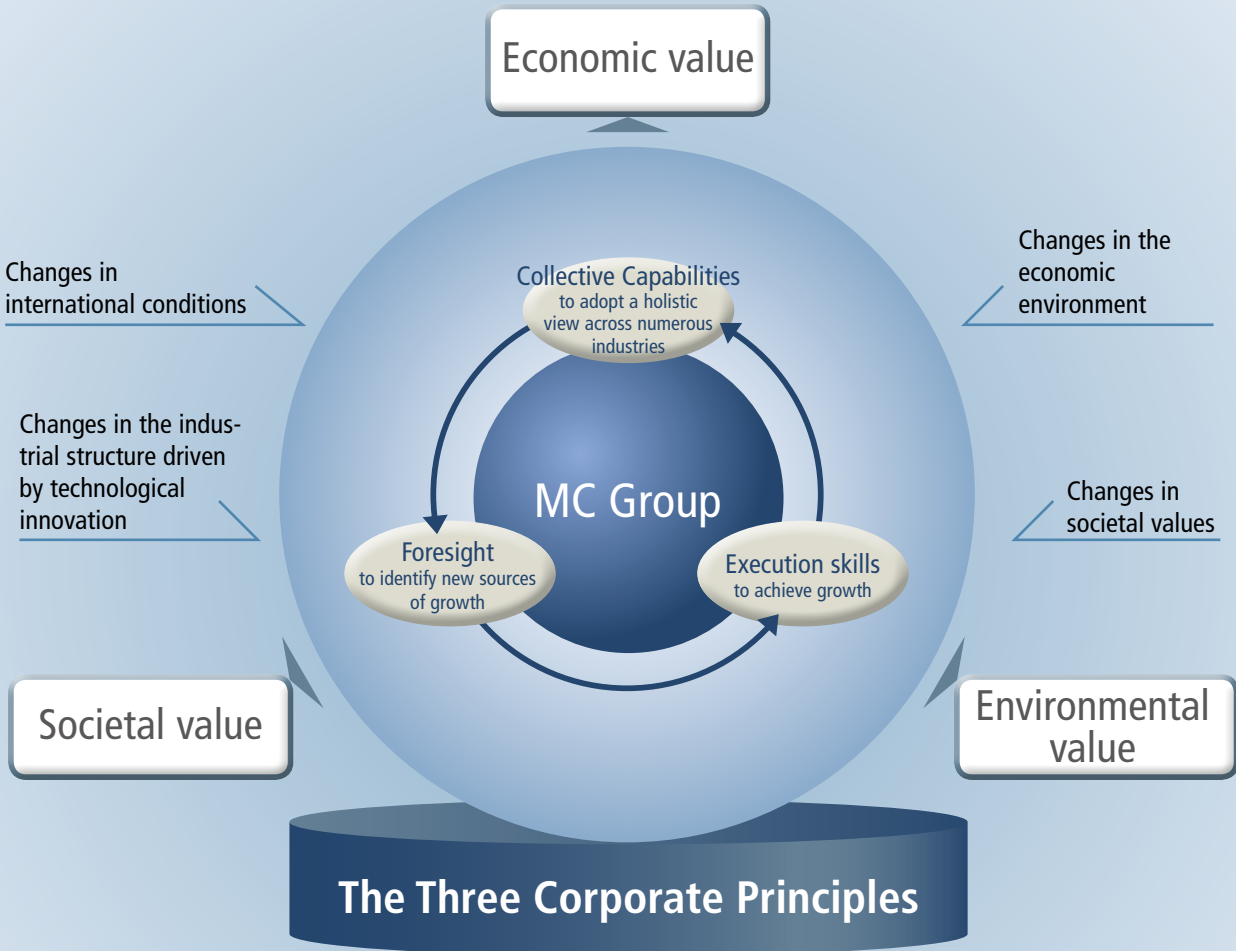 Economic value
Changes in
international conditions
Changes in the
economic
environment
Collective Capabilities
to adopt a holistic
view across numerous
industries
Changes in the indus-
trial structure driven
by technological
innovation
MC Group
Changes in
societal values
Foresight
to identify new sources
of growth
Execution skills
to achieve growth
Societal value
Environmental
value
The Three Corporate Principles